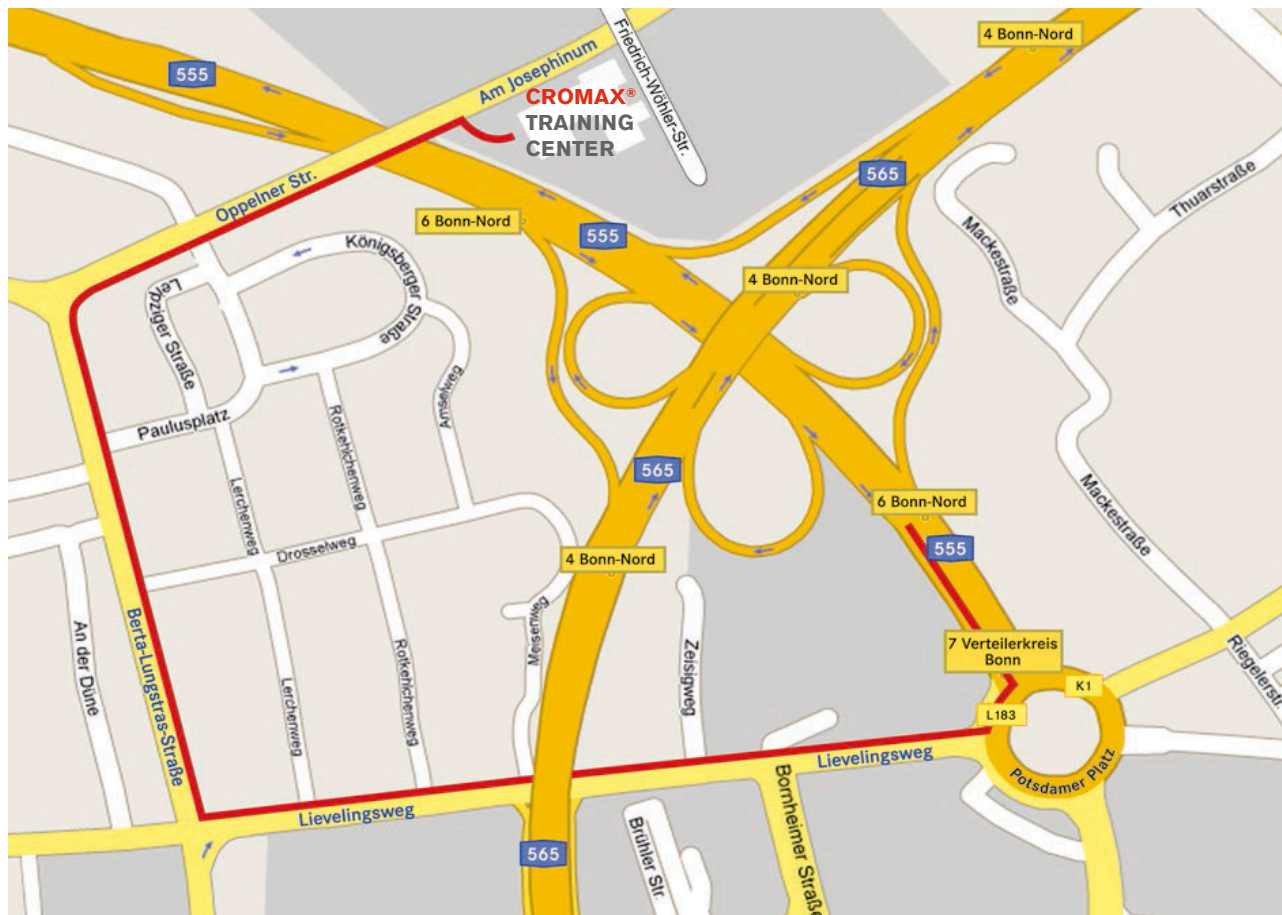 4 Bonn-Nord
555
Am Josephinum
Friedrich-Wöhler-Str.
CROMAX®
TRAINING
CENTER
565
Oppelner Str.
6 Bonn-Nord
555
Thuarstraße
Mackestraße
Königsberger
Straße
4 Bonn-Nord
Leipziger Straße
Amselweg
Paulusplatz
Rotkehlchenweg
565
Lerchenweg
6 Bonn-Nord
Mackestraße
555
Drosselweg
4 Bonn-Nord
An der Düne
Berta-Lungstras-Straße
Meisenweg
Zeisigweg
7 Verteilerkreis
Bonn
Riegelerstr.
Rotkehlchenweg
Lerchenweg
K1
L183
Potsdamer Platz
Lievelingsweg
Lievelingsweg
Bornheimer Straße
Brühler Str.
565